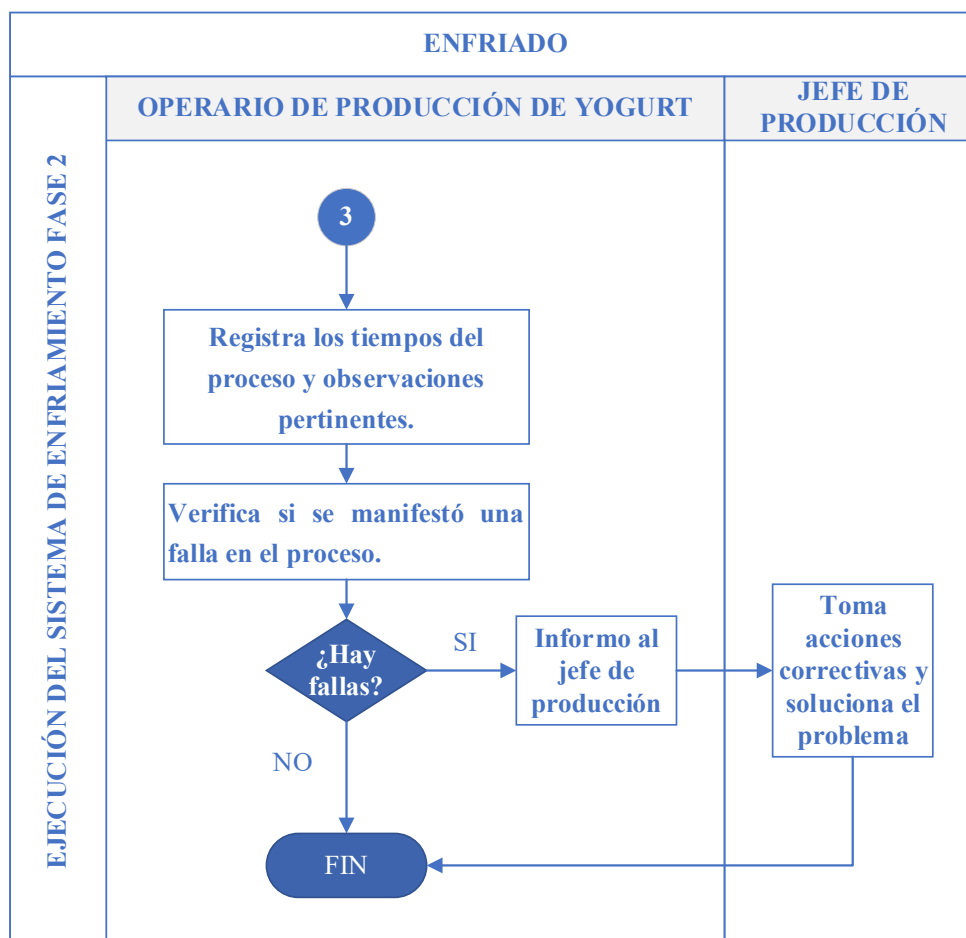 ENFRIADO
OPERARIO DE PRODUCCIÓN DE YOGURT
JEFE DE
PRODUCCIÓN
EJECUCIÓN DEL SISTEMA DE ENFRIAMIENTO FASE 2
3
Registra los tiempos del
proceso y observaciones
pertinentes.
Verifica si se manifestó una
falla en el proceso.
¿Hay
fallas?
SI
Informo al
jefe de
producción
Toma
acciones
correctivas y
soluciona el
problema
NO
FIN